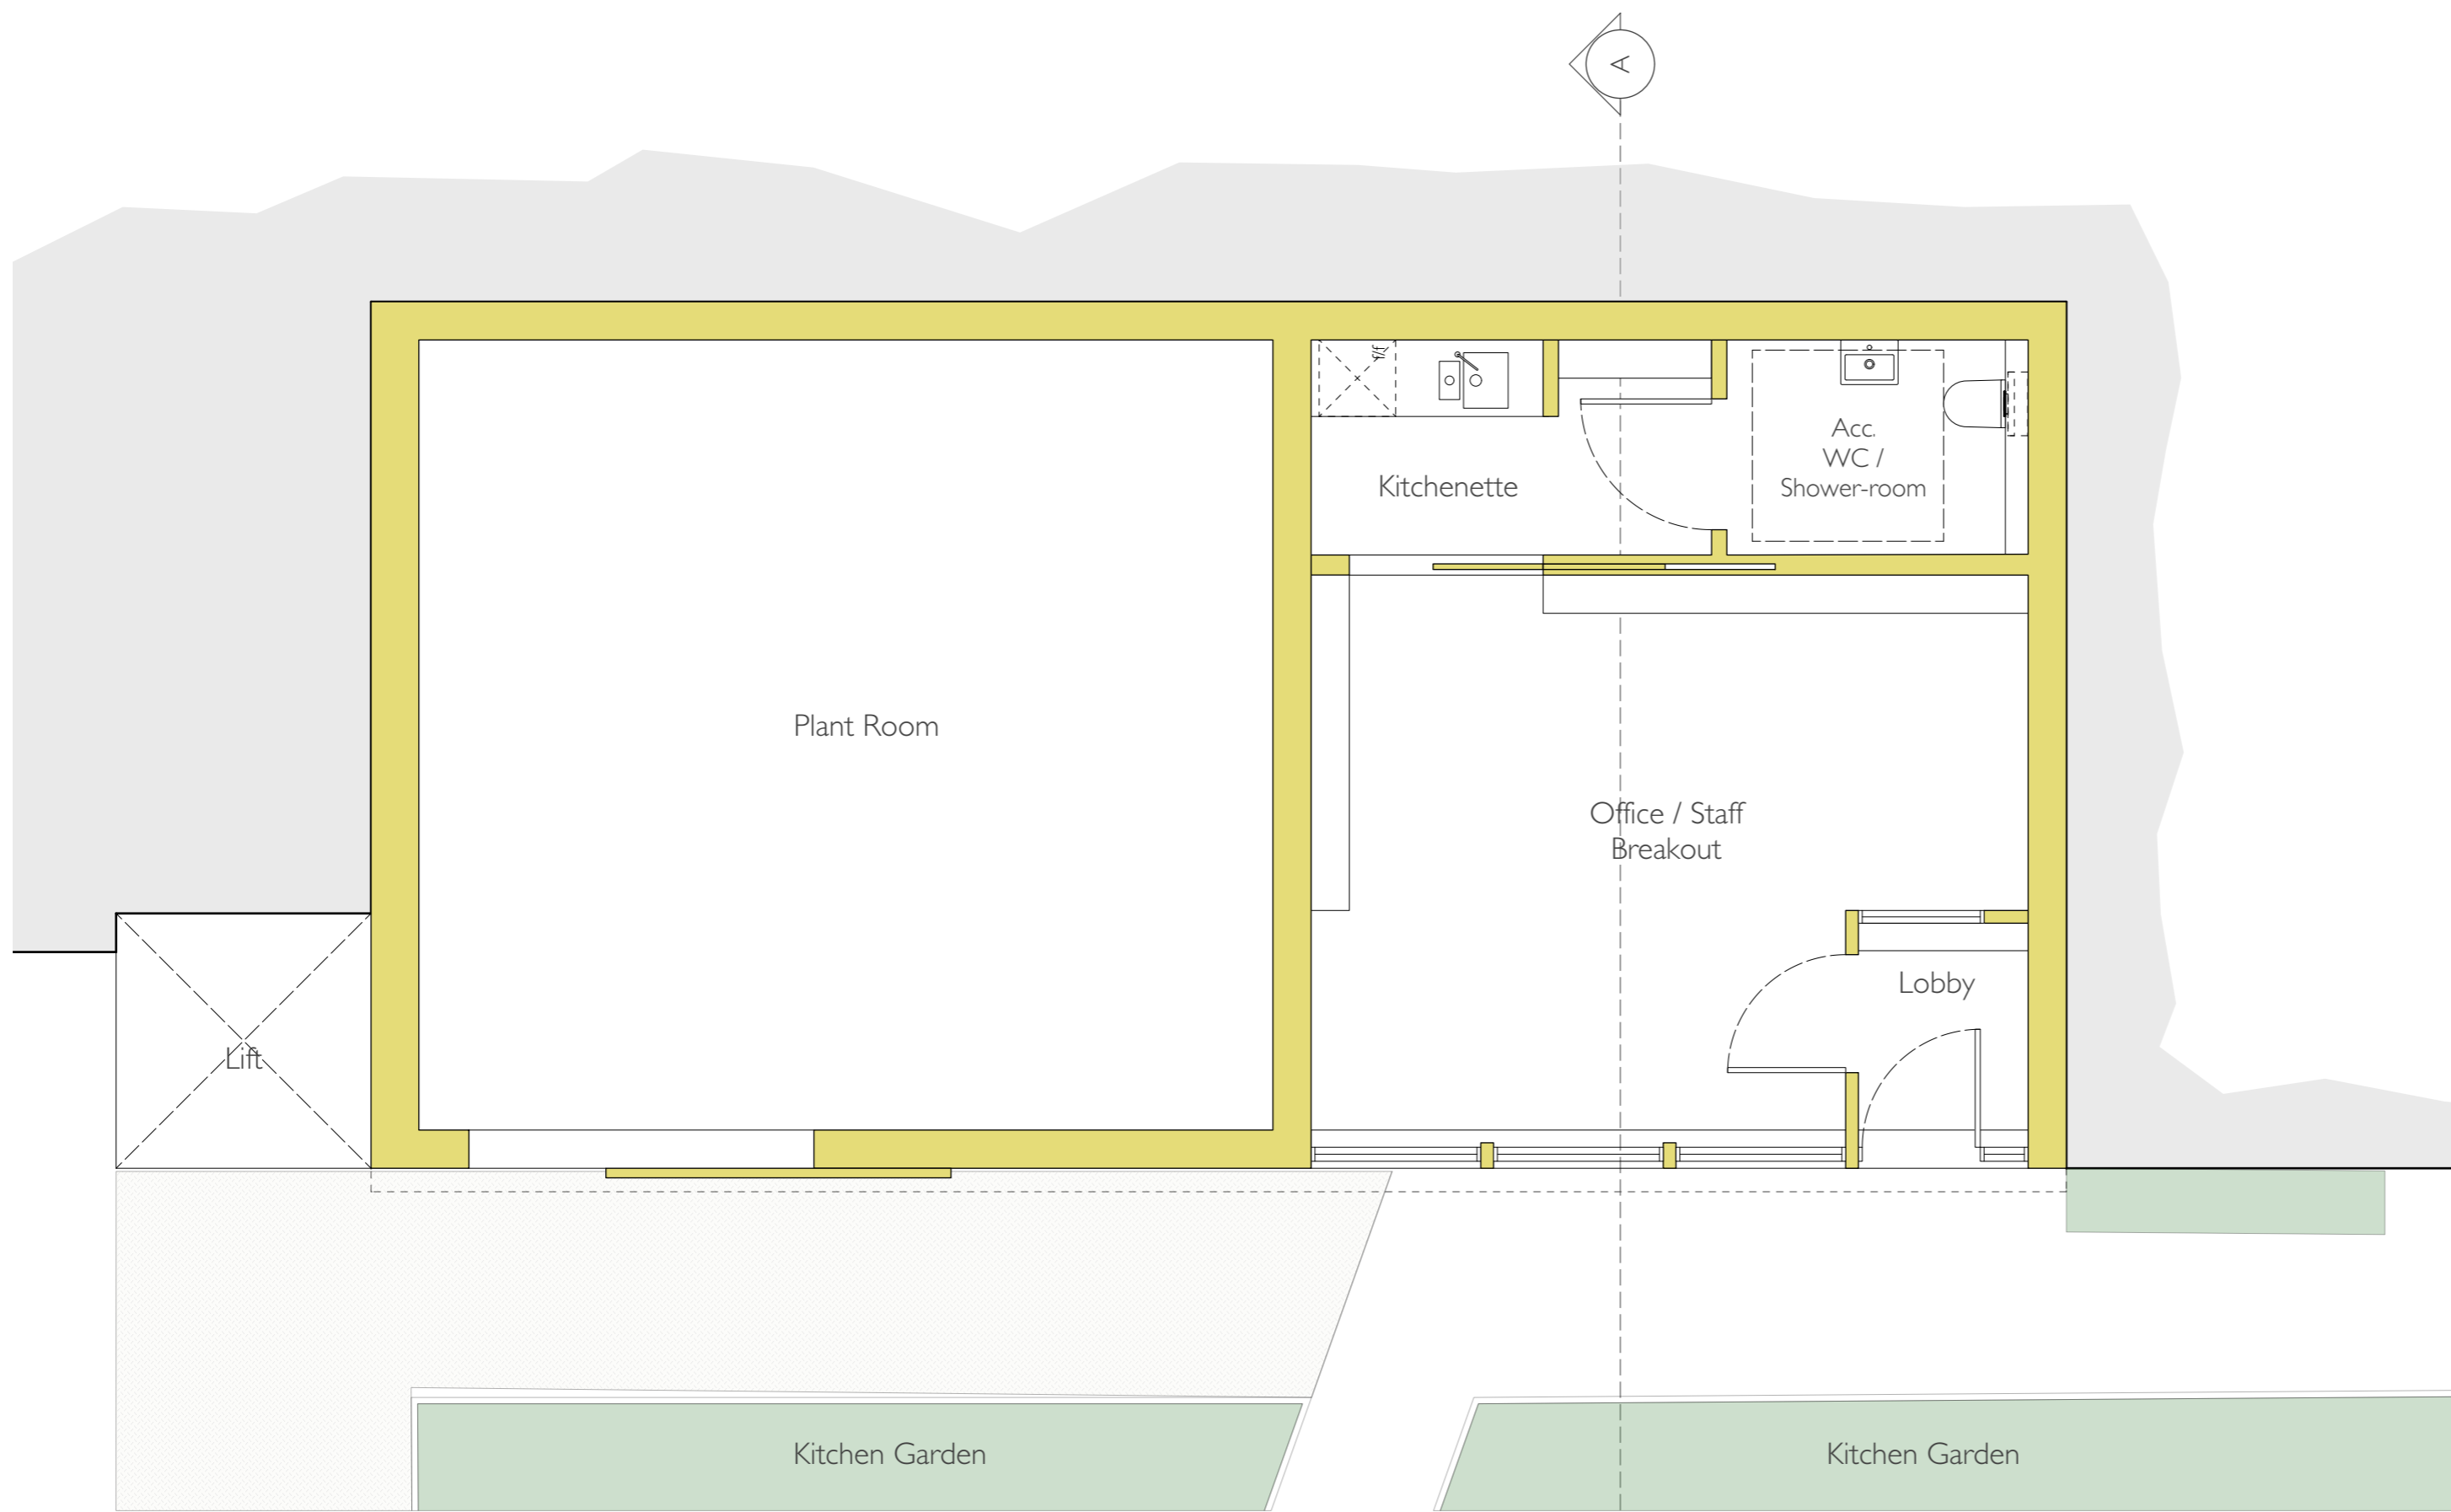 A
f/f
Acc.
WC /
Shower-room
Kitchenette
Plant Room
Office / Staff
Breakout
Lobby
Lift
Kitchen Garden
Kitchen Garden